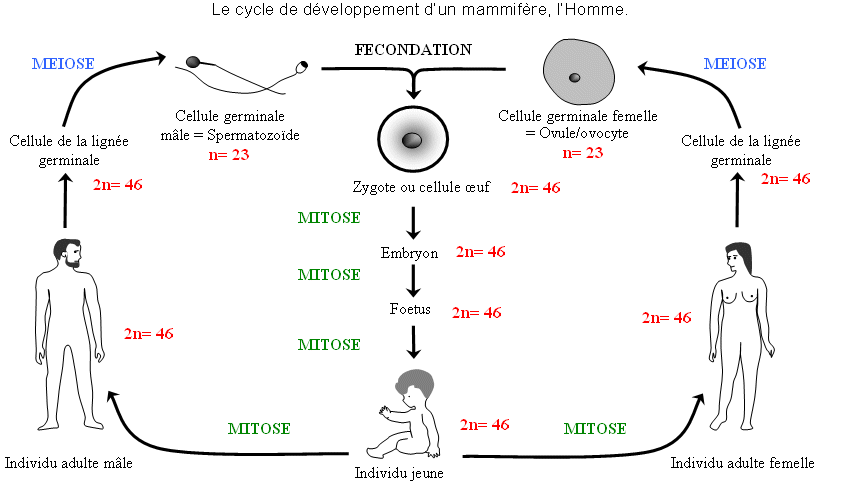 Le cycle de développement d'un mammifère, l'Homme.
MEIOSE
FECONDATION
MEIOSE
Cellule germinale
mâle = Spermatozoïde
n= 23
Cellule germinale femelle
= Ovule/ovocyte
n= 23
Cellule de la lignée
germinale
2n= 46
Cellule de la lignée
germinale
2n= 46
Zygote ou cellule œuf
2n= 46
MITOSE
Embryon
2n= 46
MITOSE
Foetus
2n= 46
MITOSE
2n= 46
2n= 46
2n= 46
MITOSE
MITOSE
Individu adulte mâle
Individu jeune
Individu adulte femelle